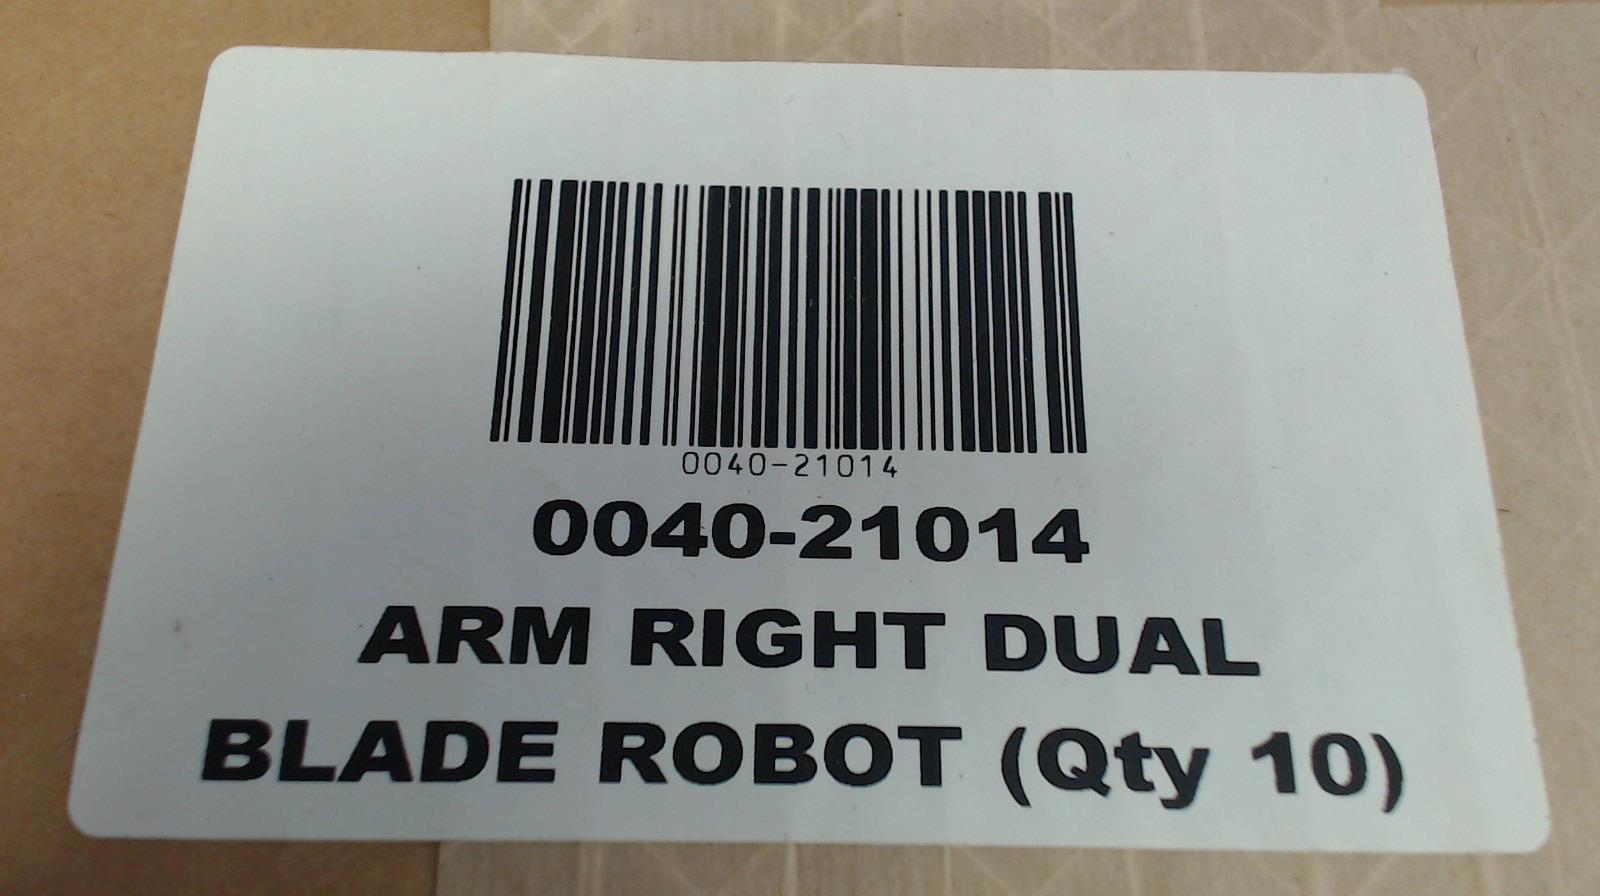 0040-21014
0040-21014
ARM RIGHT DUAL
BLADE ROBOT (Qty 10)